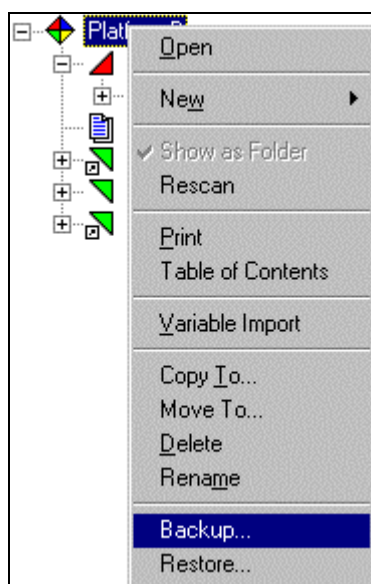 Open
New
Show as Folder
Rescan
Print
Table of Contents
Variable Import
Copy To...
Move To...
Delete
Rename
Backup...
Restore...